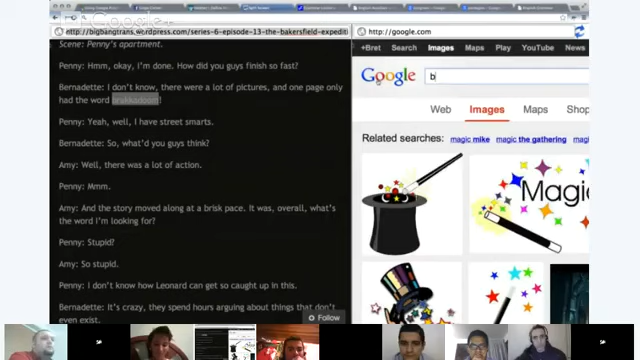 http://bigbangtrans.wordpress.com/series-6-episode-13-the-bakersfield-expediti
http://google.com
Scene: Penny's apartment.
Penny: Hmm, okay, I'm done. How did you guys finish so fast?
Bernadette: I don't know, there were a lot of pictures, and one page only
had the word brakkadoom!
Penny: Yeah, well, I have street smarts.
Bernadette: So, what'd you guys think?
Amy: Well, there was a lot of action.
Penny: Mmm.
Amy: And the story moved along at a brisk pace. It was, overall, what's
the word I'm looking for?
Penny: Stupid?
Amy: So stupid.
Penny: I don't know how Leonard can get so caught up in this.
Bernadette: It's crazy, they spend hours arguing about things that don't
even exist.
Follow
+Bret Search Images Maps Play YouTube News
Google
b
Web Images Maps Shop
Related searches: magic mike magic the gathering
Magi